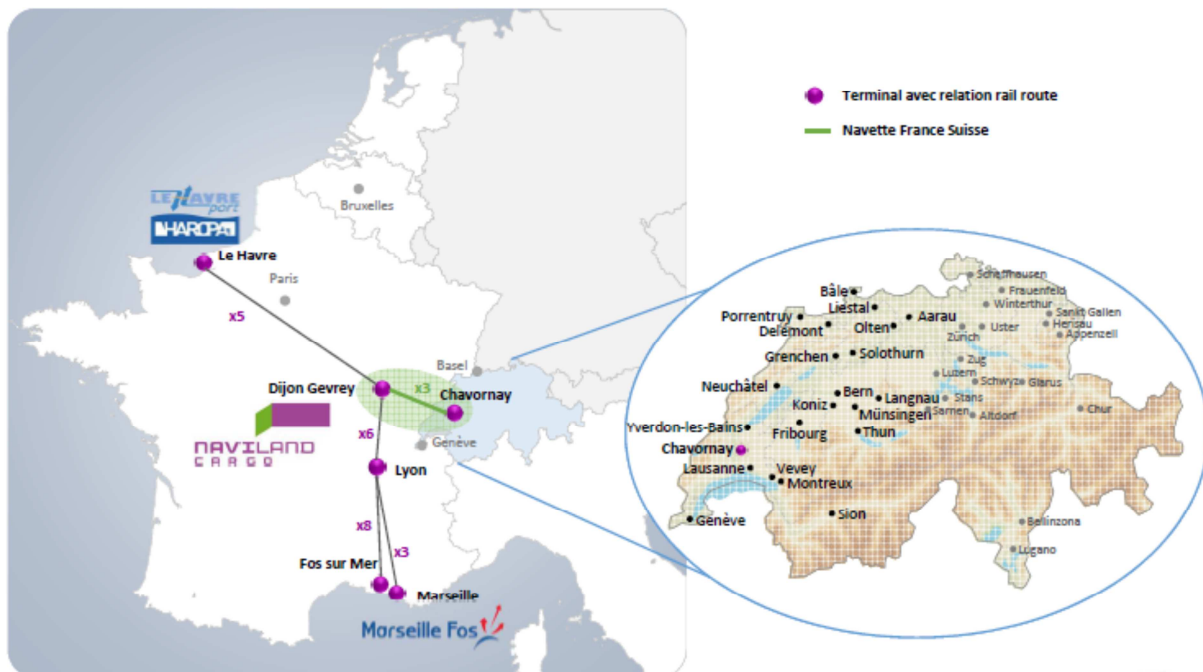 Terminal avec relation rail route
Navette France Suisse
Bruxelles
LE HAVRE
port
HAROPA
Le Havre
Paris
x5
Basel
Dijon Gevrey
x3
Chavornay
NAVILAND
CARGO
x6
Genève
Lyon
x8
x3
Fos sur Mer
Marseille
Marseille Fos
Schaffhausen
Bâle
Frauenfeld
Liestal
Winterthur
Porrentruy
Aarau
Sankt Gallen
Delémont
Olten
Herisau
Zürich
Uster
Appenzell
Grenchen
Solothurn
Zug
Luzern
Neuchâtel
Schwyz
Glarus
Bern
Langnau
Stans
Koniz
Münsingen
Sarnen
Altdorf
Chur
Yverdon-les-Bains
Fribourg
Thun
Chavornay
Lausanne
Vevey
Montreux
Genève
Sion
Bellinzona
Lugano